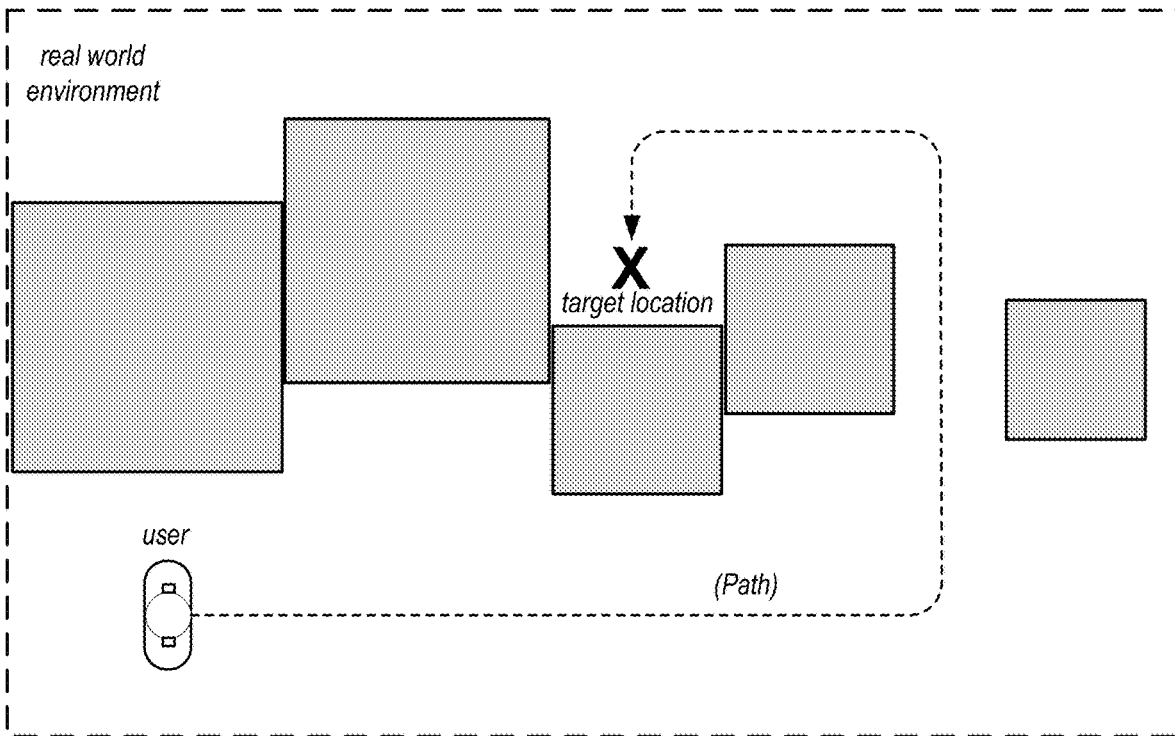 real world
environment
X
target location
user
(Path)